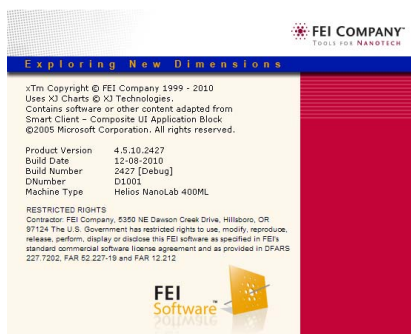 FEI COMPANY™
TOOLS FOR NANOTECH
Exploring New Dimensions
xTm Copyright © FEI Company 1999 - 2010
Uses XJ Charts © XJ Technologies.
Contains software or other content adapted from
Smart Client – Composite UI Application Block
©2005 Microsoft Corporation. All rights reserved.
Product Version 4.5.10.2427
Build Date 12-08-2010
Build Number 2427 [Debug]
DNumber D1001
Machine Type Helios NanoLab 400ML
RESTRICTED RIGHTS
Contractor: FEI Company, 5350 NE Dawson Creek Drive, Hillsboro, OR
97124 The U.S. Government has restricted rights to use, modify, reproduce,
release, perform, display or disclose this FEI software as specified in FEI's
standard commercial software license agreement and as provided in DFARS
227.7202, FAR 52.227-19 and FAR 12.212
FEI
Software™